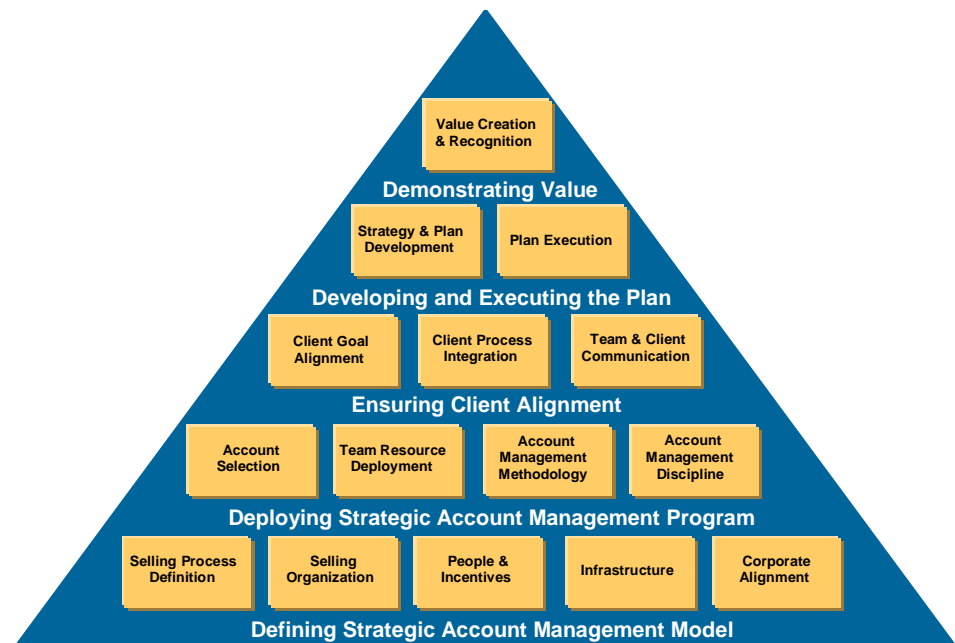 Value Creation
& Recognition
Demonstrating Value
Strategy & Plan
Development
Plan Execution
Developing and Executing the Plan
Client Goal
Alignment
Client Process
Integration
Team & Client
Communication
Ensuring Client Alignment
Account
Selection
Team Resource
Deployment
Account
Management
Methodology
Account
Management
Discipline
Deploying Strategic Account Management Program
Selling Process
Definition
Selling
Organization
People &
Incentives
Infrastructure
Corporate
Alignment
Defining Strategic Account Management Model